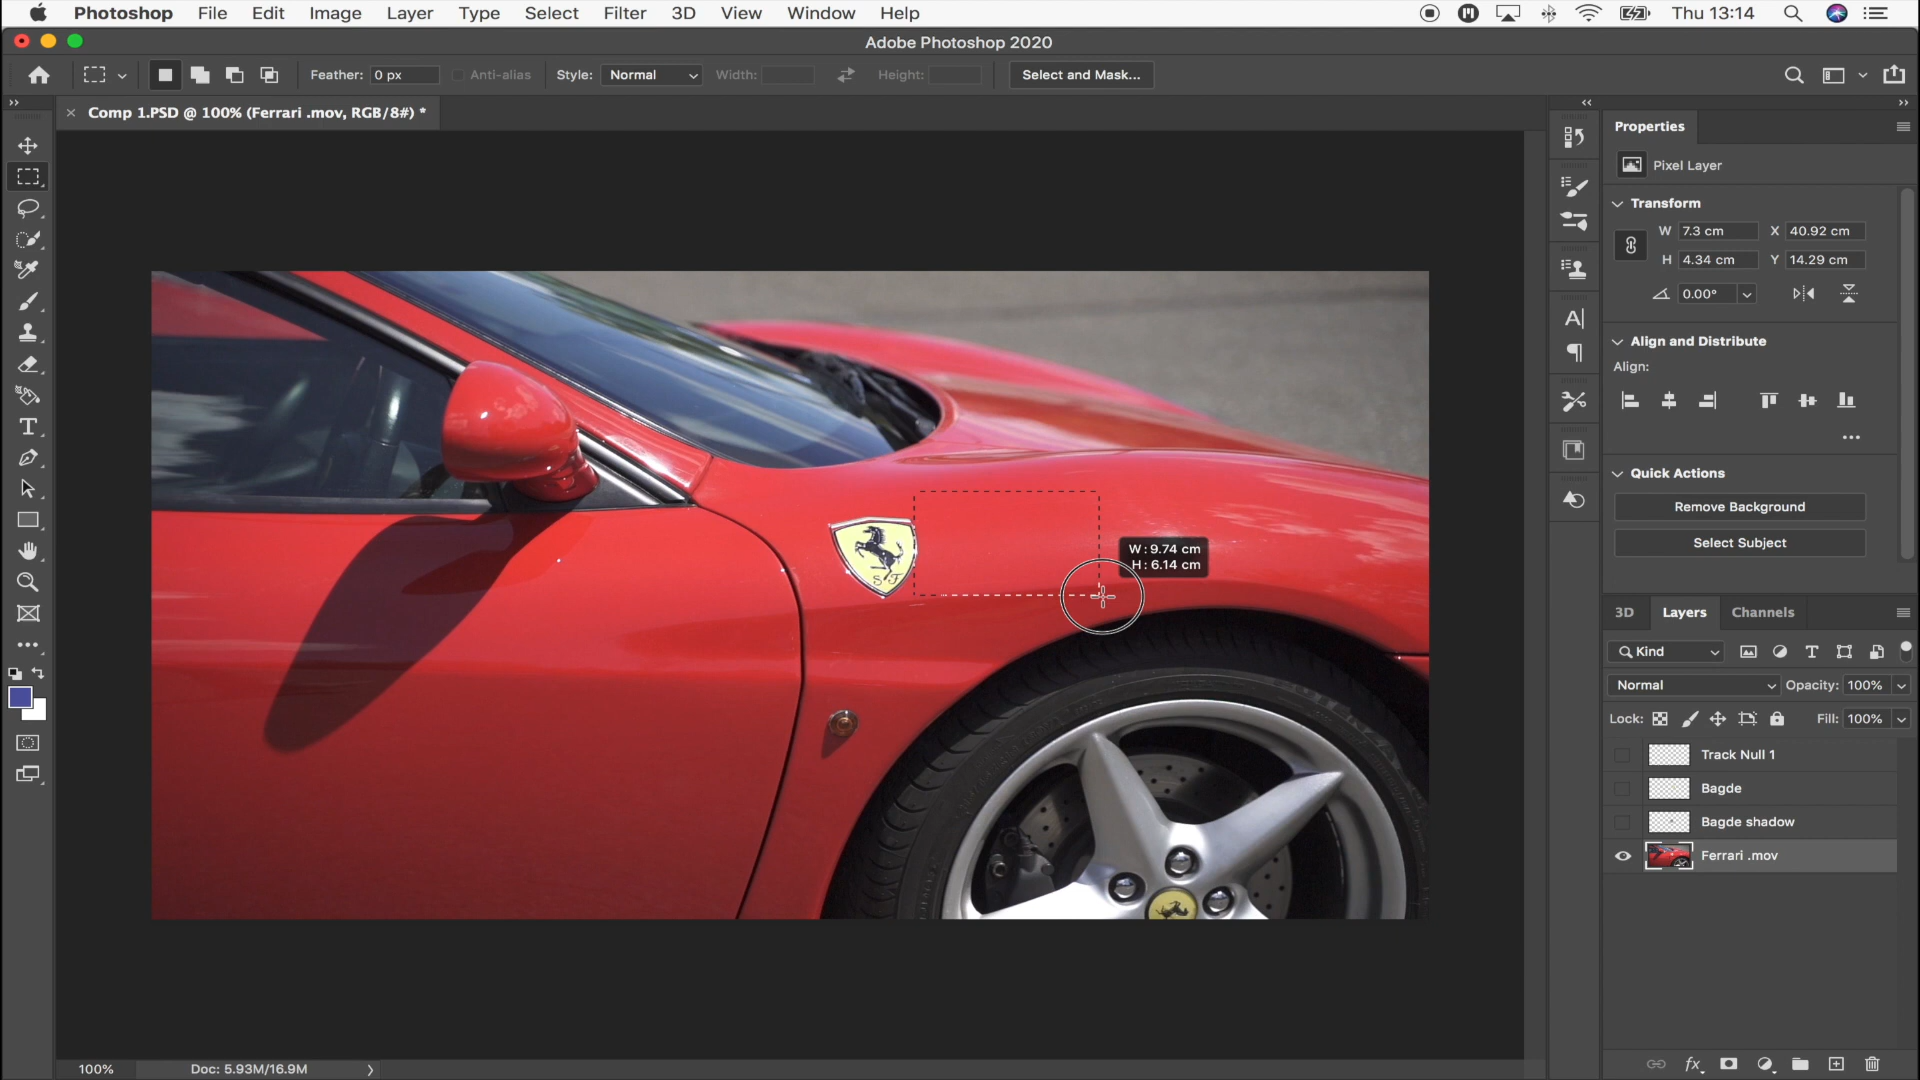 Photoshop File Edit Image Layer Type Select Filter 3D View Window Help Thu 13:14
Adobe Photoshop 2020
Feather: 0 px Anti-alias Style: Normal Width: Height: Select and Mask...
Comp 1.PSD @ 100% (Ferrari .mov, RGB/8#) *
Properties
Pixel Layer
Transform
W 7.3 cm X 40.92 cm
H 4.34 cm Y 14.29 cm
0.00°
Align and Distribute
Align:
Quick Actions
Remove Background
Select Subject
W : 9.74 cm
H : 6.14 cm
S F
3D Layers Channels
Kind
Normal Opacity: 100%
Lock: Fill: 100%
Track Null 1
Bagde
Bagde shadow
Ferrari .mov
fx
100% Doc: 5.93M/16.9M